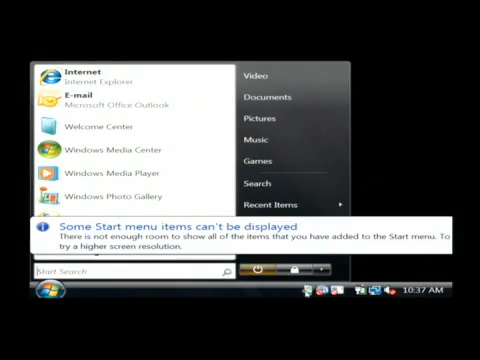 Internet
Internet Explorer
E-mail
Microsoft Office Outlook
Welcome Center
Windows Media Center
Windows Media Player
Windows Photo Gallery
Video
Documents
Pictures
Music
Games
Search
Recent Items
Some Start menu items can't be displayed
There is not enough room to show all of the items that you have added to the Start menu. To
try a higher screen resolution.
Start Search
10:37 AM